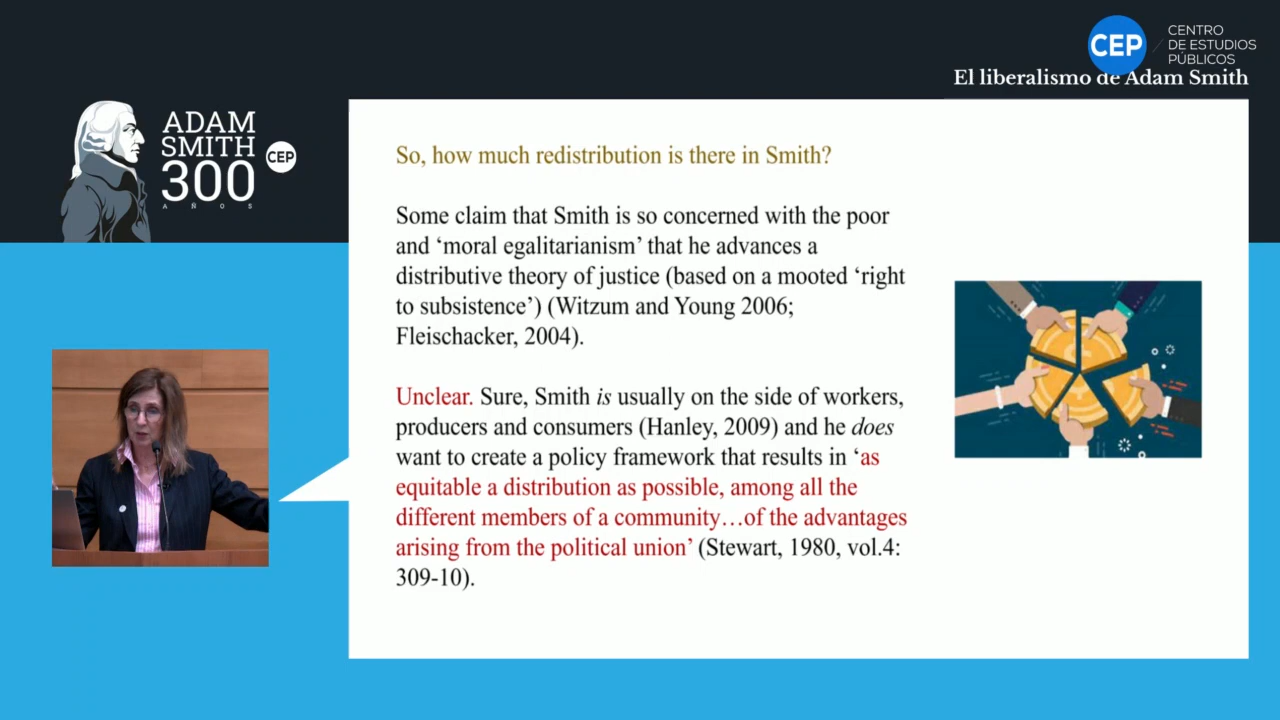 CEP
CENTRO
DE ESTUDIOS
PÚBLICOS
El liberalismo de Adam Smith
ADAM
SMITH
300
AÑOS
CEP
So, how much redistribution is there in Smith?
Some claim that Smith is so concerned with the poor
and ‘moral egalitarianism’ that he advances a
distributive theory of justice (based on a mooted ‘right
to subsistence’) (Witzum and Young 2006;
Fleischacker, 2004).
Unclear. Sure, Smith is usually on the side of workers,
producers and consumers (Hanley, 2009) and he does
want to create a policy framework that results in ‘as
equitable a distribution as possible, among all the
different members of a community…of the advantages
arising from the political union’ (Stewart, 1980, vol.4:
309-10).